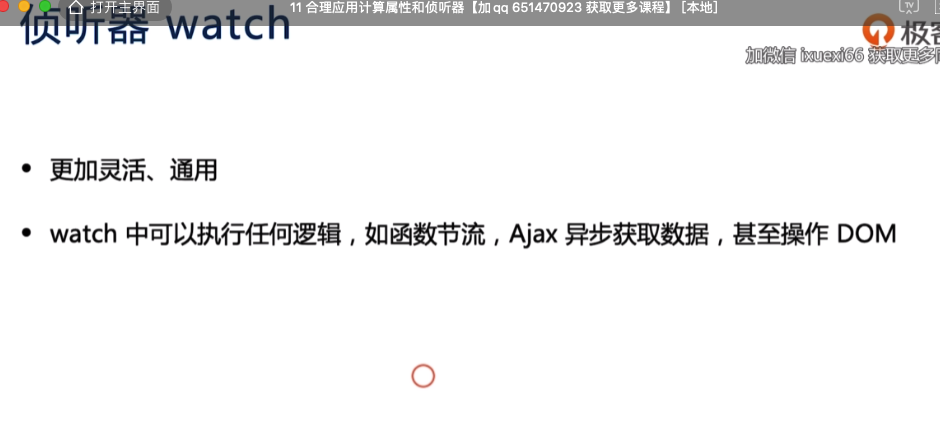 打开主界面
11 合理应用计算属性和侦听器【加qq 651470923 获取更多课程】 [本地]
侦听器 watch
极客
加微信 ixuexi66 获取更多
• 更加灵活、通用
• watch 中可以执行任何逻辑，如函数节流，Ajax 异步获取数据，甚至操作 DOM